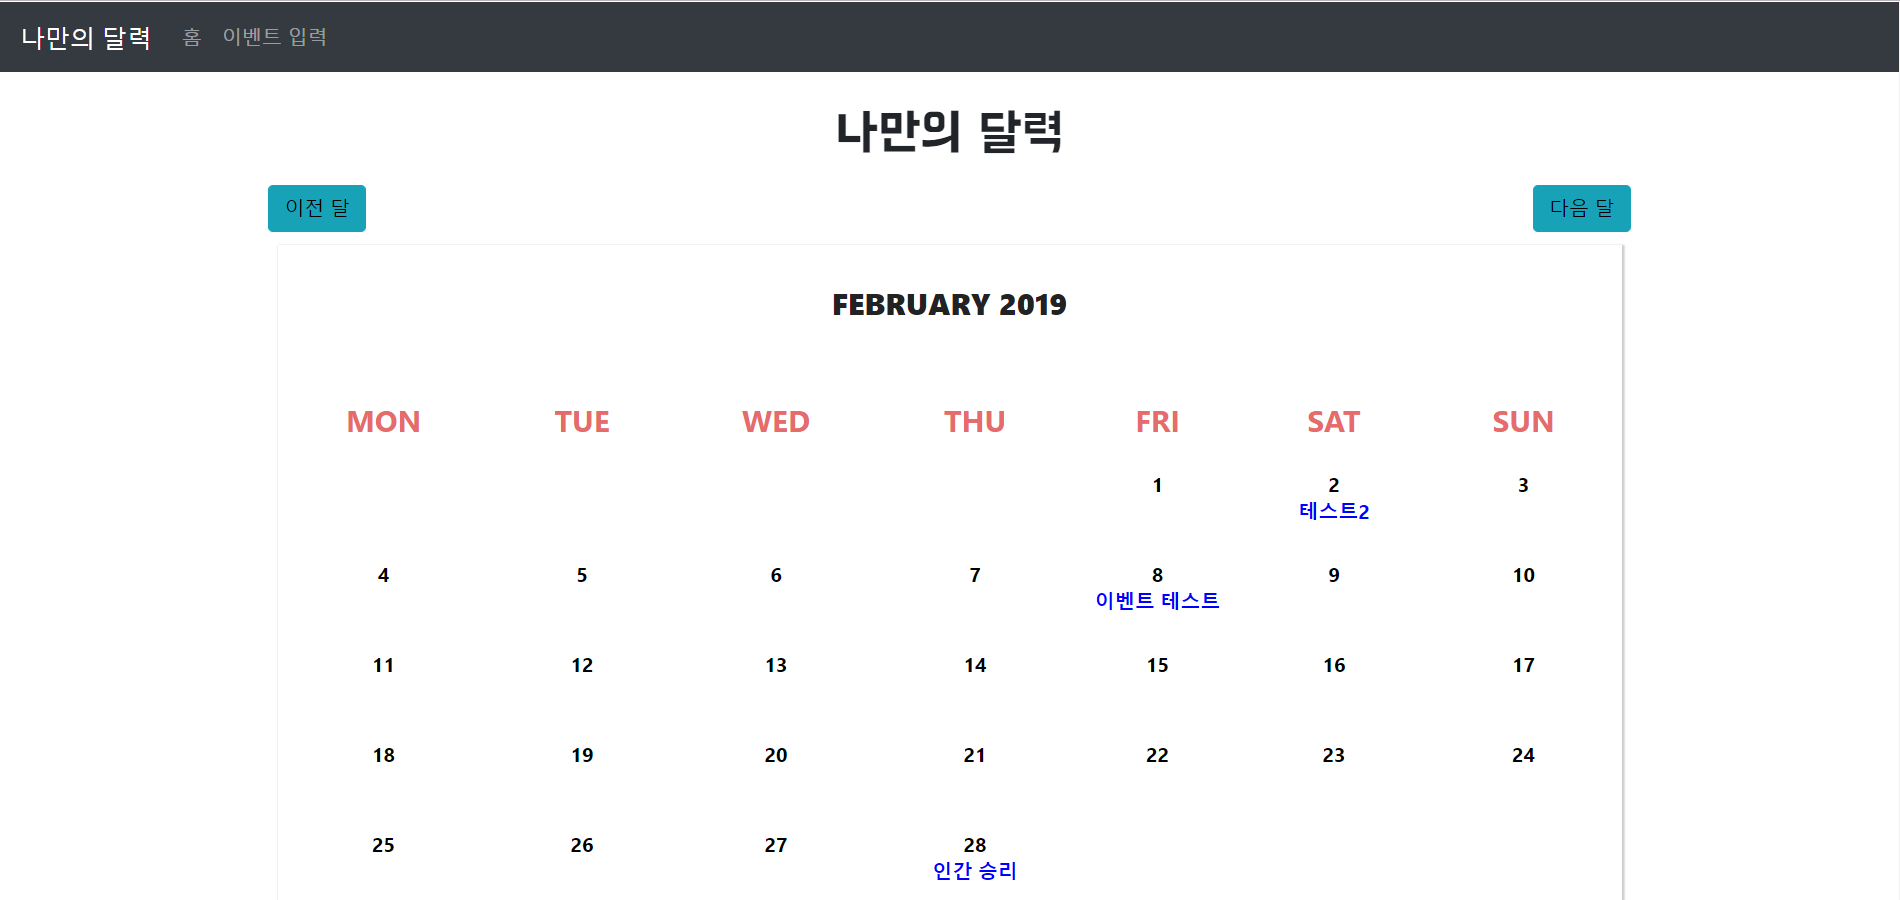 나만의 달력 홈 이벤트 입력
나만의 달력
이전 달 다음 달
FEBRUARY 2019
MON TUE WED THU FRI SAT SUN
1 2 3
테스트2
4 5 6 7 8 9 10
이벤트 테스트
11 12 13 14 15 16 17
18 19 20 21 22 23 24
25 26 27 28
인간 승리